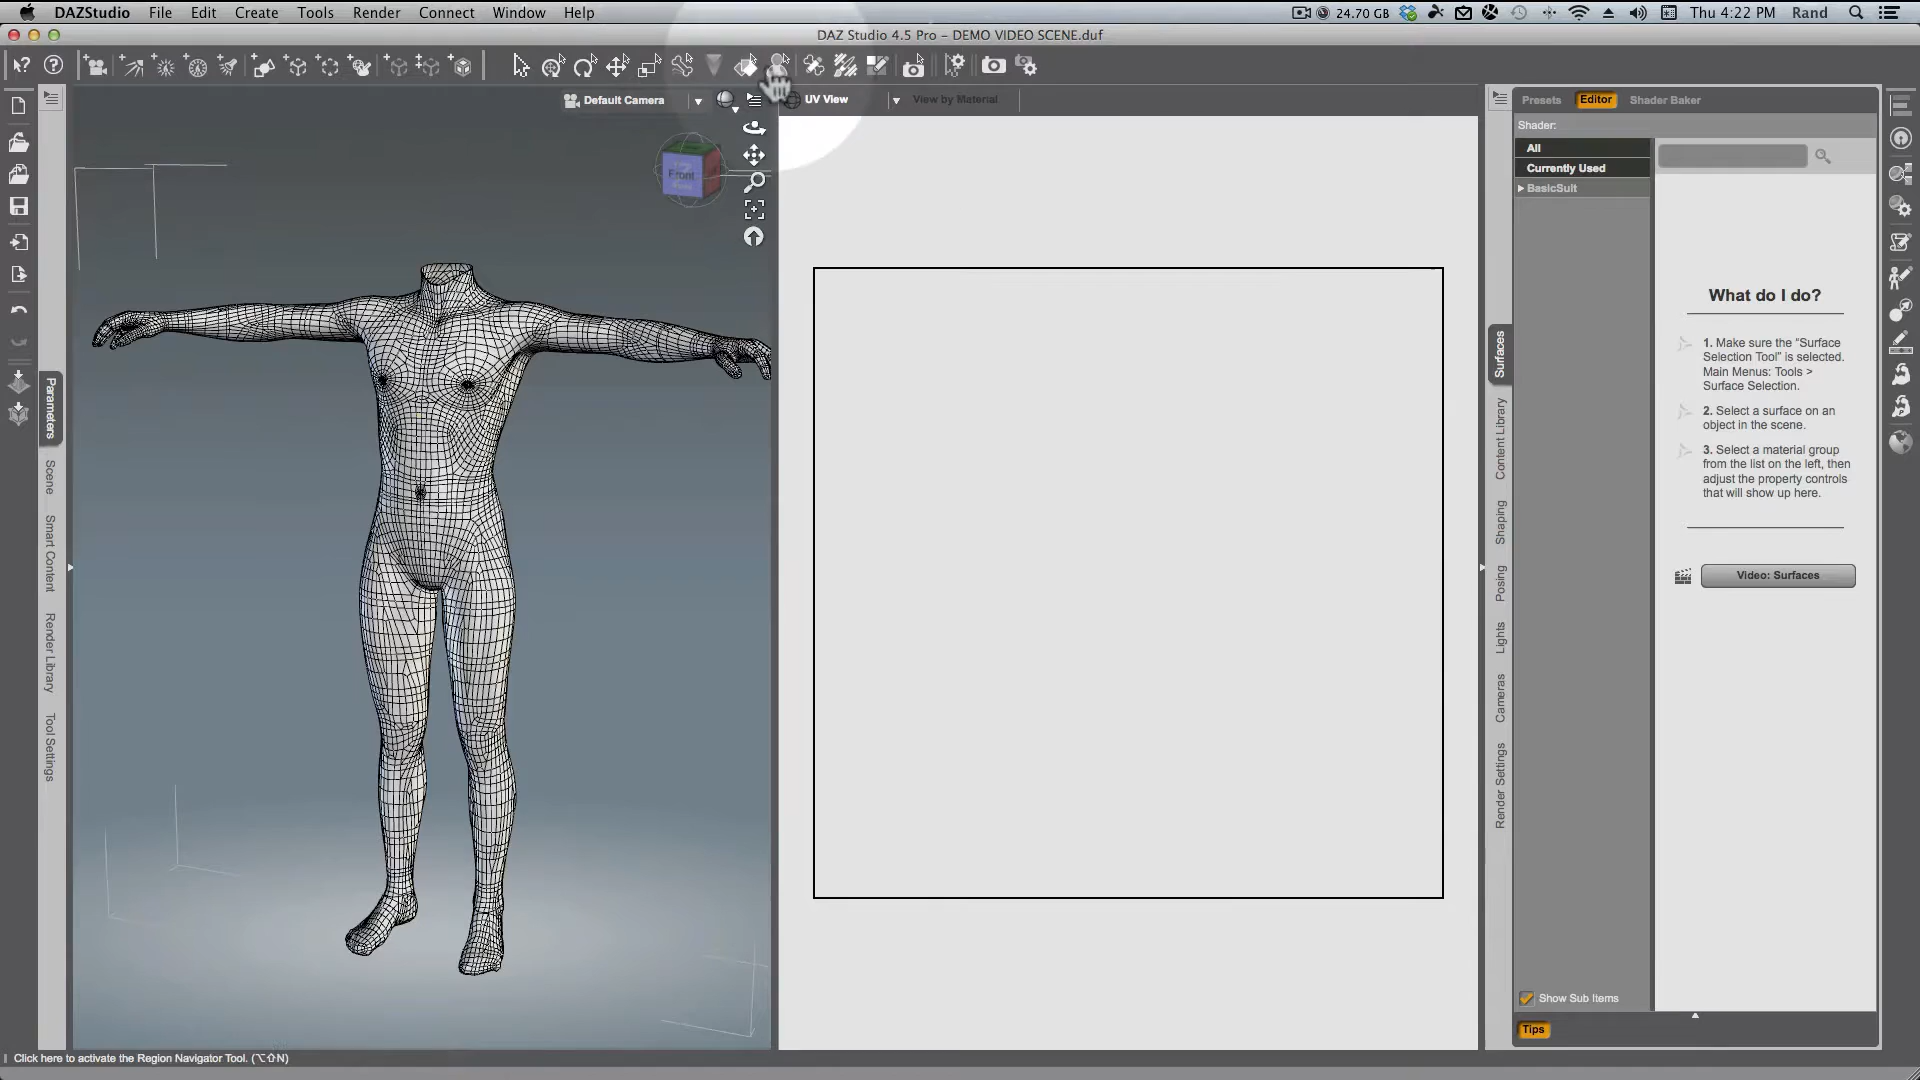 DAZStudio File Edit Create Tools Render Connect Window Help 24.70 GB Thu 4:22 PM Rand
DAZ Studio 4.5 Pro – DEMO VIDEO SCENE.duf
Default Camera
UV View
View by Material
Front
Parameters
Scene
Smart Content
Render Library
Tool Settings
Surfaces
Content Library
Shaping
Posing
Lights
Cameras
Render Settings
Presets Editor Shader Baker
Shader:
All
Currently Used
BasicSuit
What do I do?
1. Make sure the “Surface
Selection Tool” is selected.
Main Menus: Tools >
Surface Selection.
2. Select a surface on an
object in the scene.
3. Select a material group
from the list on the left, then
adjust the property controls
that will show up here.
Video: Surfaces
Show Sub Items
Tips
Click here to activate the Region Navigator Tool. (⌥⇧N)